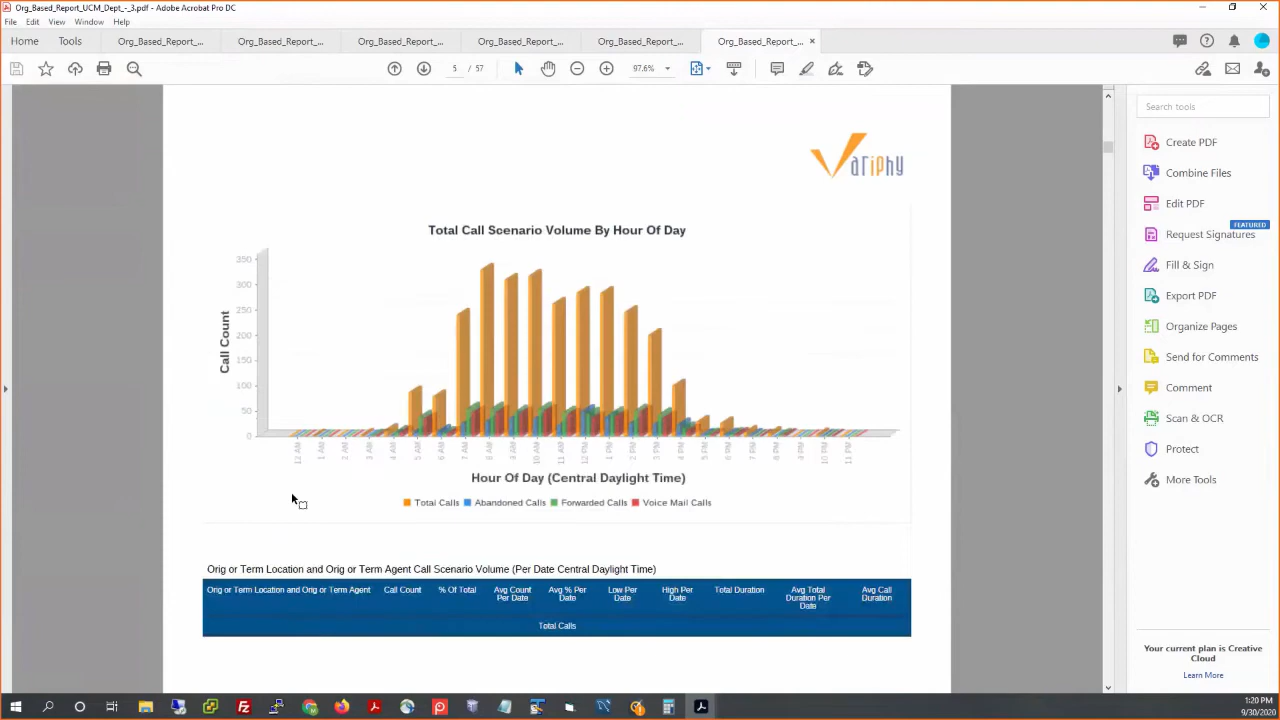 Org_Based_Report_UCM_Dept_-_3.pdf - Adobe Acrobat Pro DC
File Edit View Window Help
Home Tools Org_Based_Report_... Org_Based_Report_... Org_Based_Report_... Org_Based_Report_... Org_Based_Report_... Org_Based_Report_... ×
5 / 57 97.6%
Search tools
Create PDF
Combine Files
Edit PDF
FEATURED
Request Signatures
Fill & Sign
Export PDF
Organize Pages
Send for Comments
Comment
Scan & OCR
Protect
More Tools
Your current plan is Creative
Cloud
Learn More
Variphy
Total Call Scenario Volume By Hour Of Day
Call Count
350
300
250
200
150
100
50
0
12 AM 1 AM 2 AM 3 AM 4 AM 5 AM 6 AM 7 AM 8 AM 9 AM 10 AM 11 AM 12 PM 1 PM 2 PM 3 PM 4 PM 5 PM 6 PM 7 PM 8 PM 9 PM 10 PM 11 PM
Hour Of Day (Central Daylight Time)
Total Calls Abandoned Calls Forwarded Calls Voice Mail Calls
Orig or Term Location and Orig or Term Agent Call Scenario Volume (Per Date Central Daylight Time)
Orig or Term Location and Orig or Term Agent Call Count % Of Total Avg Count Per Date Avg % Per Date Low Per Date High Per Date Total Duration Avg Total Duration Per Date Avg Call Duration
Total Calls
1:20 PM
9/30/2020